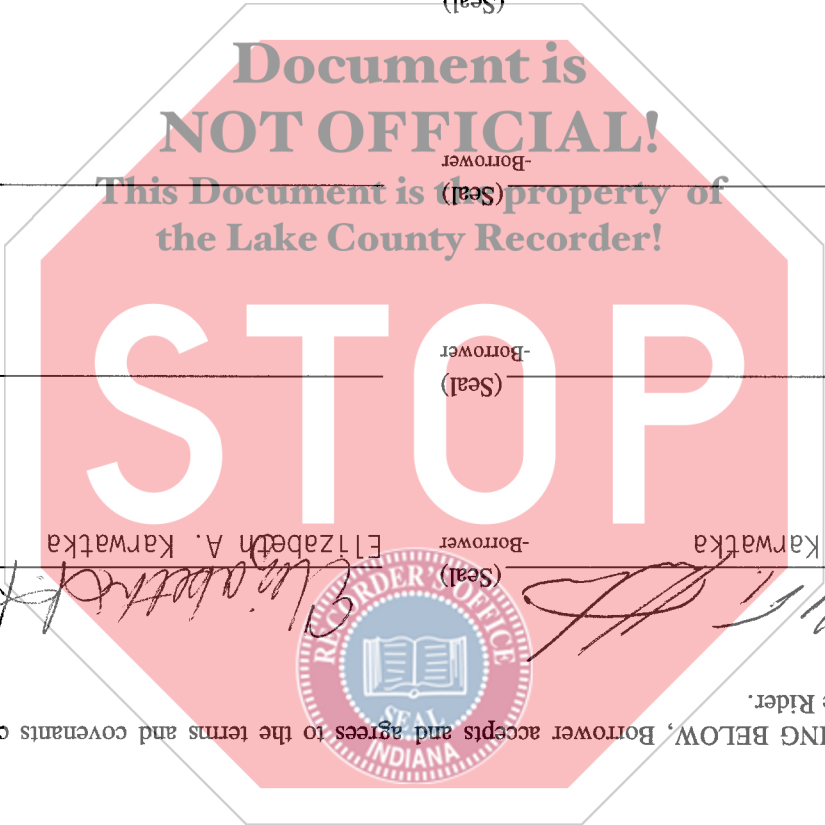 Document is
NOT OFFICIAL!
This Document is the property of
the Lake County Recorder!
STOP
RECORDER'S OFFICE
SEAL
INDIANA
ING BELOW, Borrower accepts and agrees to the terms and covenants
Rider.
(Seal)
-Borrower
Karwatka
Elizabeth
Elizabeth A. Karwatka
(Seal)
-Borrower
(Seal)
-Borrower
(Seal)